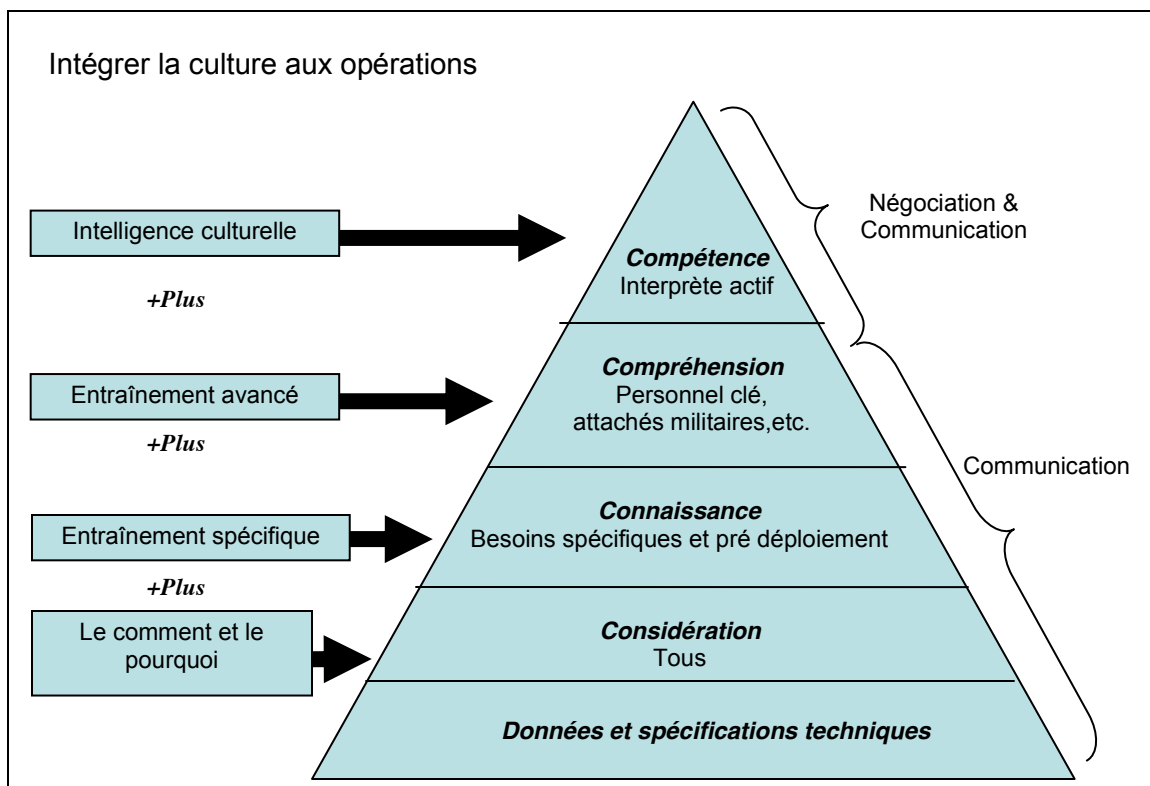 Intégrer la culture aux opérations
Intelligence culturelle
+Plus
Entraînement avancé
+Plus
Entraînement spécifique
+Plus
Le comment et le
pourquoi
Compétence
Interprète actif
Compréhension
Personnel clé,
attachés militaires,etc.
Connaissance
Besoins spécifiques et pré déploiement
Considération
Tous
Données et spécifications techniques
Négociation &
Communication
Communication